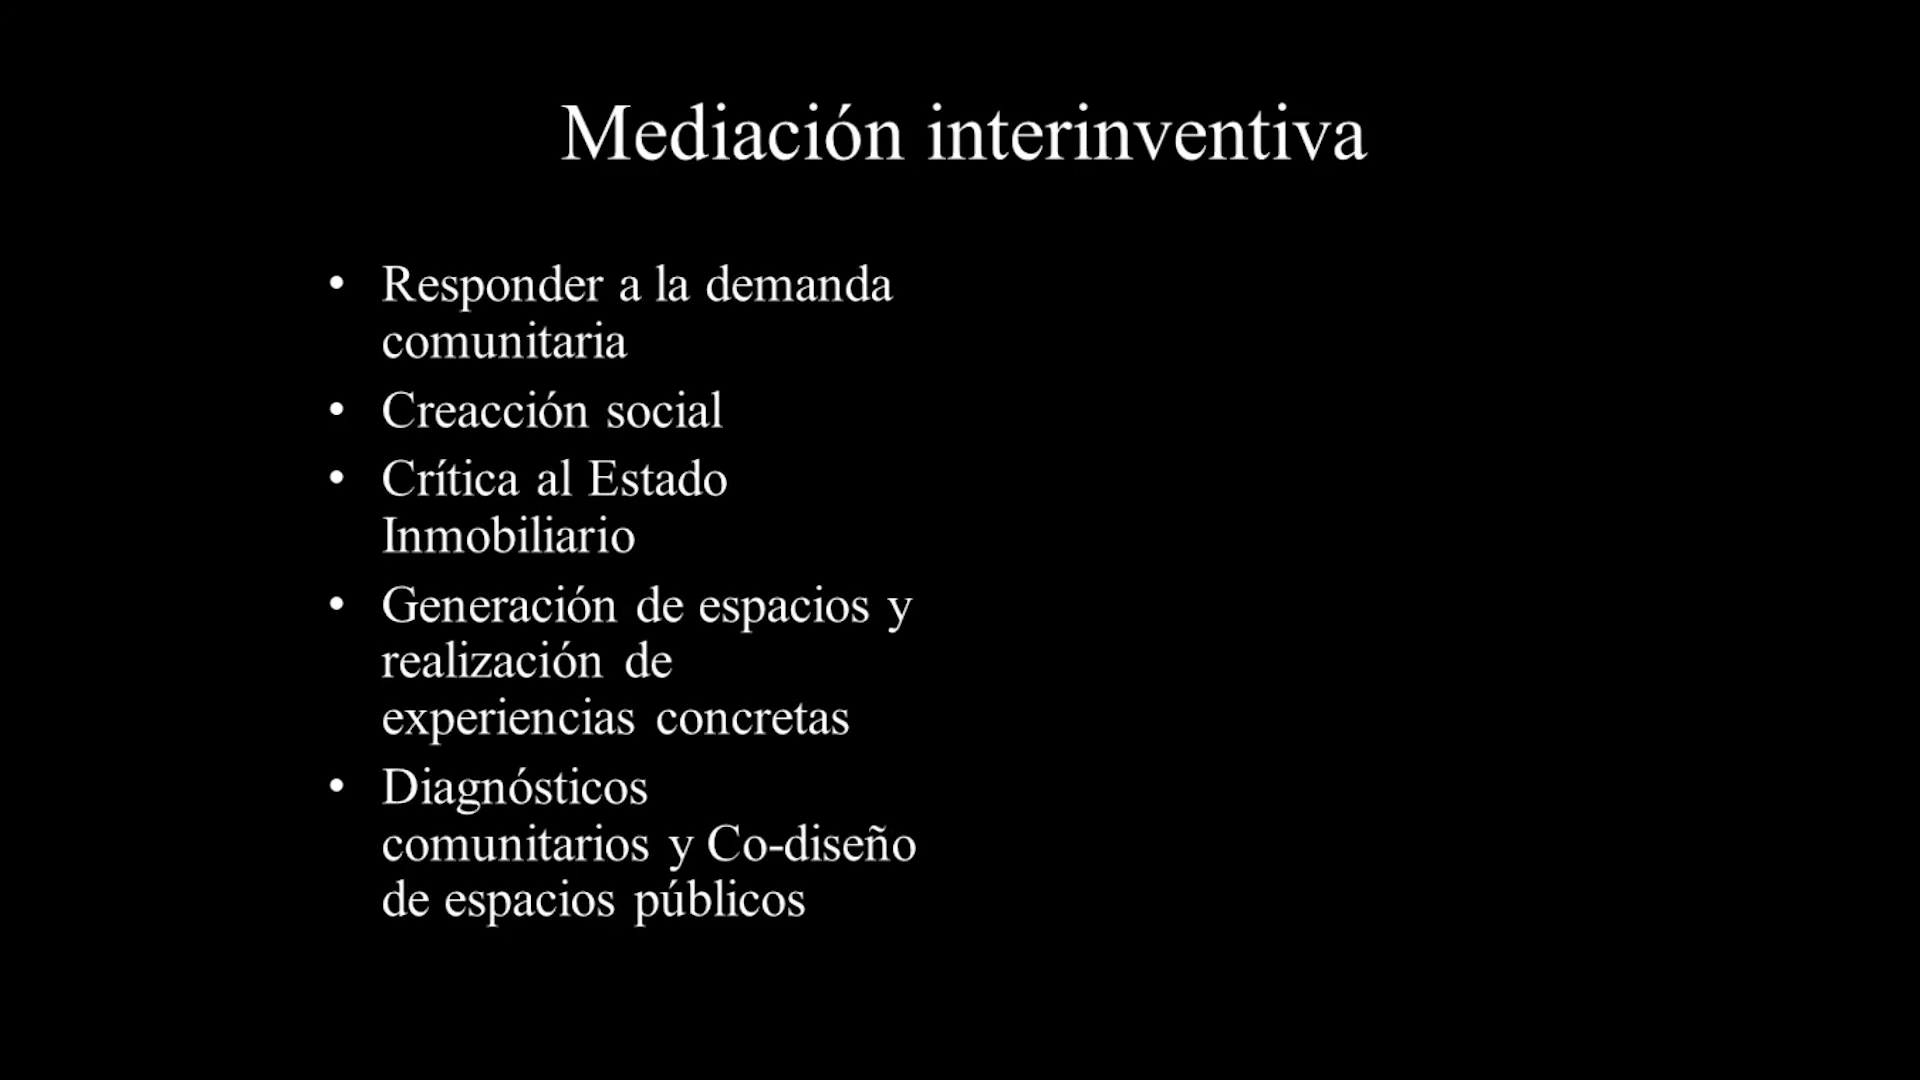 Mediación interinventiva
• Responder a la demanda
comunitaria
• Creacción social
• Crítica al Estado
Inmobiliario
• Generación de espacios y
realización de
experiencias concretas
• Diagnósticos
comunitarios y Co-diseño
de espacios públicos